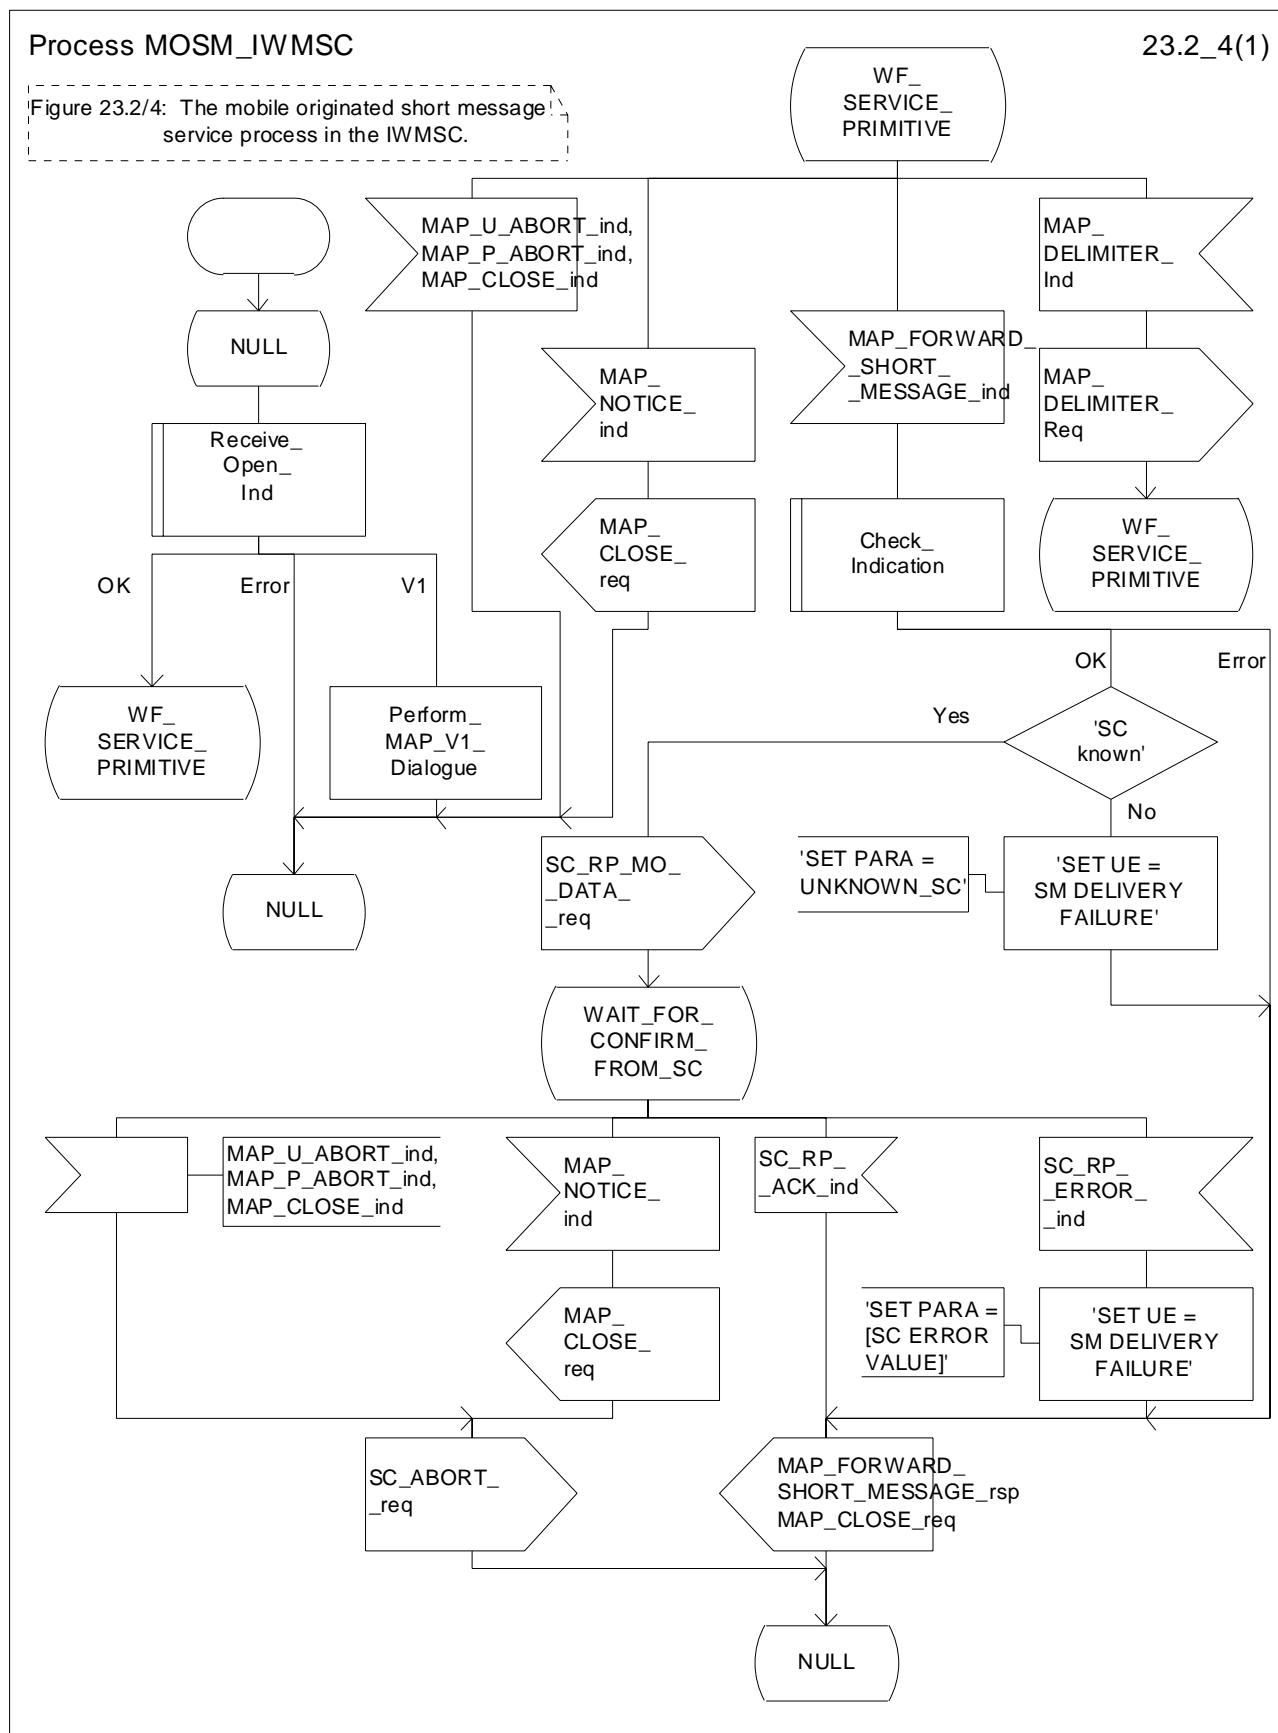 Process MOSM_IWMSC
23.2_4(1)
Figure 23.2/4: The mobile originated short message
service process in the IWMSC.
WF_
SERVICE_
PRIMITIVE
MAP_U_ABORT_ind,
MAP_P_ABORT_ind,
MAP_CLOSE_ind
MAP_
DELIMITER_
Ind
NULL
MAP_
NOTICE_
ind
MAP_FORWARD_
_SHORT_
_MESSAGE_ind
MAP_
DELIMITER_
Req
Receive_
Open_
Ind
MAP_
CLOSE_
req
Check_
Indication
WF_
SERVICE_
PRIMITIVE
OK
Error
V1
OK
Error
WF_
SERVICE_
PRIMITIVE
Perform_
MAP_V1_
Dialogue
Yes
'SC
known'
No
NULL
SC_RP_MO_
_DATA_
_req
'SET PARA =
UNKNOWN_SC'
'SET UE =
SM DELIVERY
FAILURE'
WAIT_FOR_
CONFIRM_
FROM_SC
MAP_U_ABORT_ind,
MAP_P_ABORT_ind,
MAP_CLOSE_ind
MAP_
NOTICE_
ind
SC_RP_
_ACK_ind
SC_RP_
_ERROR_
_ind
MAP_
CLOSE_
req
'SET PARA =
[SC ERROR
VALUE]'
'SET UE =
SM DELIVERY
FAILURE'
SC_ABORT_
_req
MAP_FORWARD_
SHORT_MESSAGE_rsp
MAP_CLOSE_req
NULL